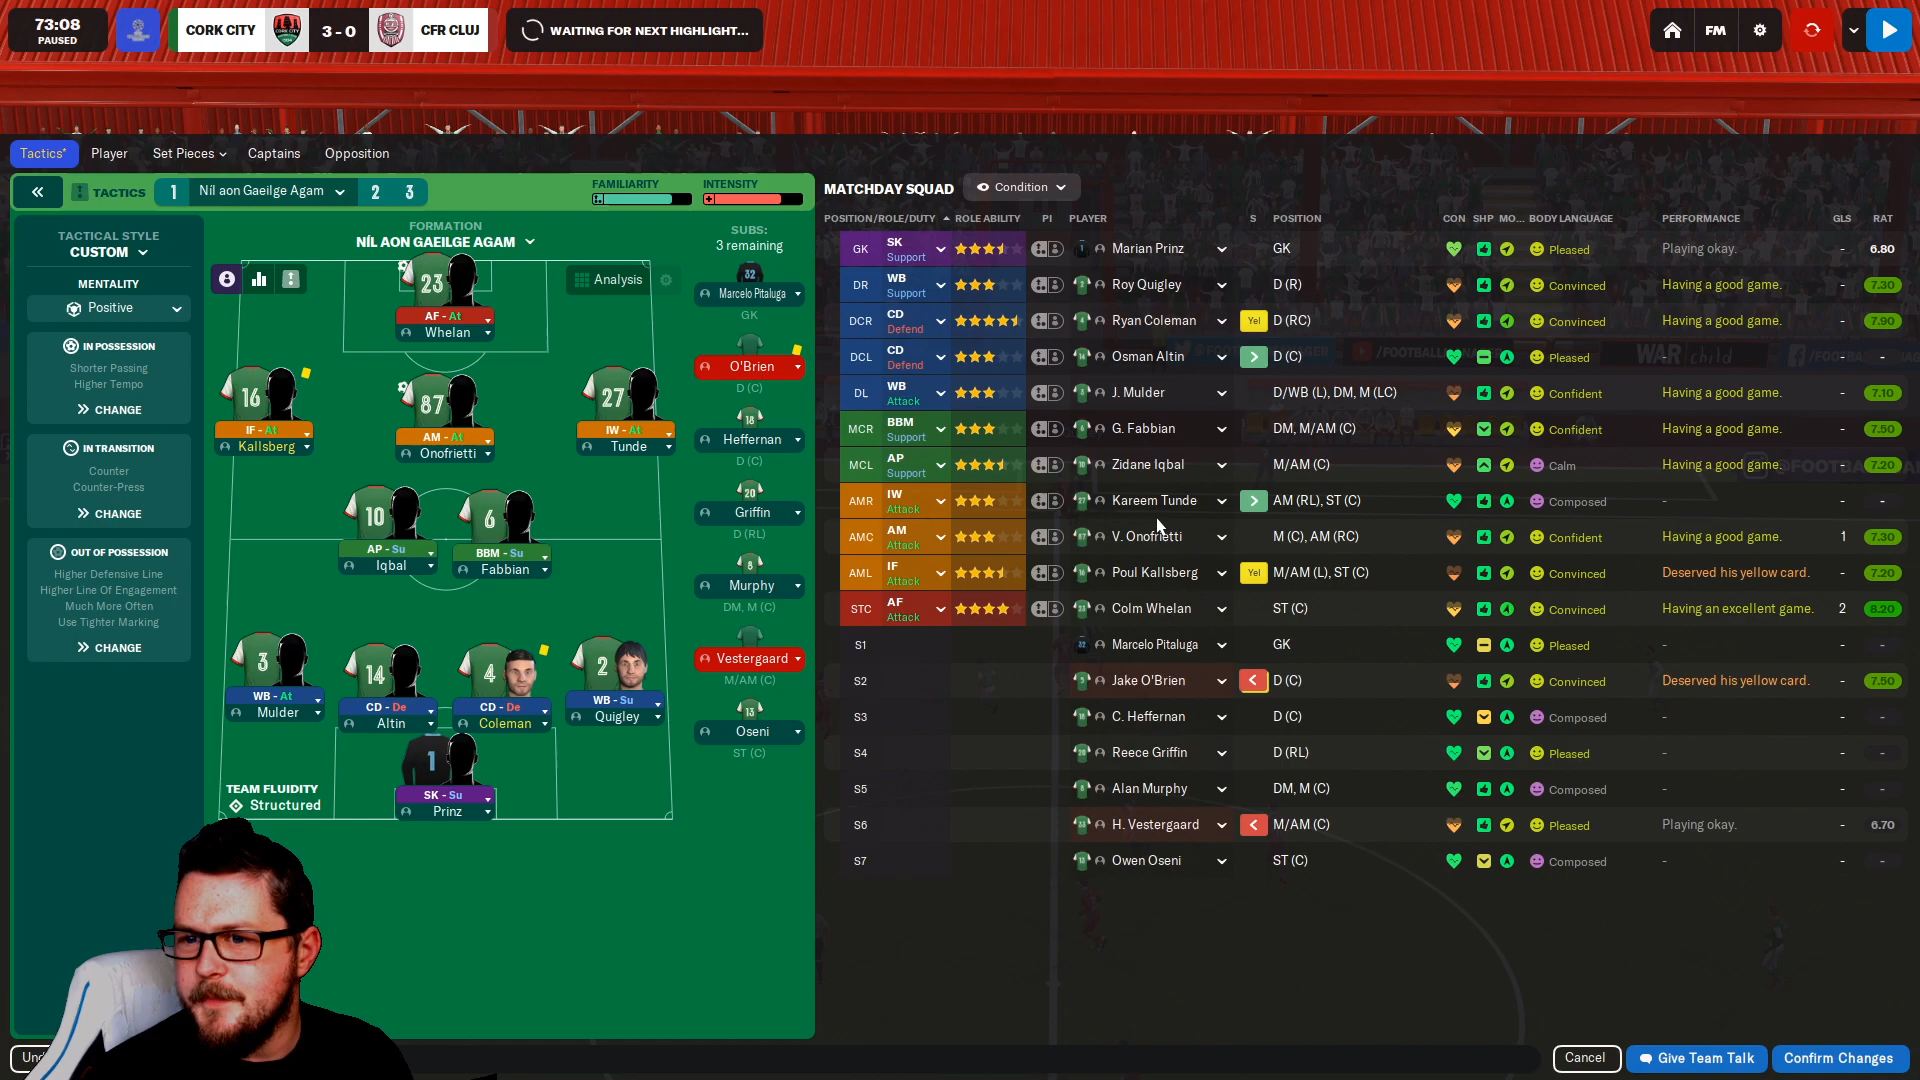 73:08
PAUSED
CORK CITY
3 - 0
CFR CLUJ
WAITING FOR NEXT HIGHLIGHT...
FM
Tactics*
Player
Set Pieces
Captains
Opposition
TACTICS
1
Níl aon Gaeilge Agam
2
3
FAMILIARITY
INTENSITY
TACTICAL STYLE
CUSTOM
MENTALITY
Positive
IN POSSESSION
Shorter Passing
Higher Tempo
CHANGE
IN TRANSITION
Counter
Counter-Press
CHANGE
OUT OF POSSESSION
Higher Defensive Line
Higher Line Of Engagement
Much More Often
Use Tighter Marking
CHANGE
FORMATION
NÍL AON GAEILGE AGAM
Analysis
23
AF - At
Whelan
16
IF - At
Kallsberg
87
AM - At
Onofrietti
27
IW - At
Tunde
10
AP - Su
Iqbal
6
BBM - Su
Fabbian
3
WB - At
Mulder
14
CD - De
Altin
4
CD - De
Coleman
2
WB - Su
Quigley
1
SK - Su
Prinz
TEAM FLUIDITY
Structured
SUBS:
3 remaining
32
Marcelo Pitaluga
GK
O'Brien
D (C)
18
Heffernan
D (C)
20
Griffin
D (RL)
8
Murphy
DM, M (C)
Vestergaard
M/AM (C)
13
Oseni
ST (C)
MATCHDAY SQUAD
Condition
POSITION/ROLE/DUTY ROLE ABILITY PI PLAYER S POSITION CON SHP MO... BODY LANGUAGE PERFORMANCE GLS RAT
GK SK Support Marian Prinz GK Pleased Playing okay. - 6.80
DR WB Support Roy Quigley D (R) Convinced Having a good game. - 7.30
DCR CD Defend Ryan Coleman Yel D (RC) Convinced Having a good game. - 7.90
DCL CD Defend Osman Altin D (C) Pleased - - -
DL WB Attack J. Mulder D/WB (L), DM, M (LC) Confident Having a good game. - 7.10
MCR BBM Support G. Fabbian DM, M/AM (C) Confident Having a good game. - 7.50
MCL AP Support Zidane Iqbal M/AM (C) Calm Having a good game. - 7.20
AMR IW Attack Kareem Tunde AM (RL), ST (C) Composed - - -
AMC AM Attack V. Onofrietti M (C), AM (RC) Confident Having a good game. 1 7.30
AML IF Attack Poul Kallsberg Yel M/AM (L), ST (C) Convinced Deserved his yellow card. - 7.20
STC AF Attack Colm Whelan ST (C) Convinced Having an excellent game. 2 8.20
S1 Marcelo Pitaluga GK Pleased - - -
S2 Jake O'Brien D (C) Convinced Deserved his yellow card. - 7.50
S3 C. Heffernan D (C) Composed - - -
S4 Reece Griffin D (RL) Pleased - - -
S5 Alan Murphy DM, M (C) Composed - - -
S6 H. Vestergaard M/AM (C) Pleased Playing okay. - 6.70
S7 Owen Oseni ST (C) Composed - - -
WAR child
Cancel
Give Team Talk
Confirm Changes